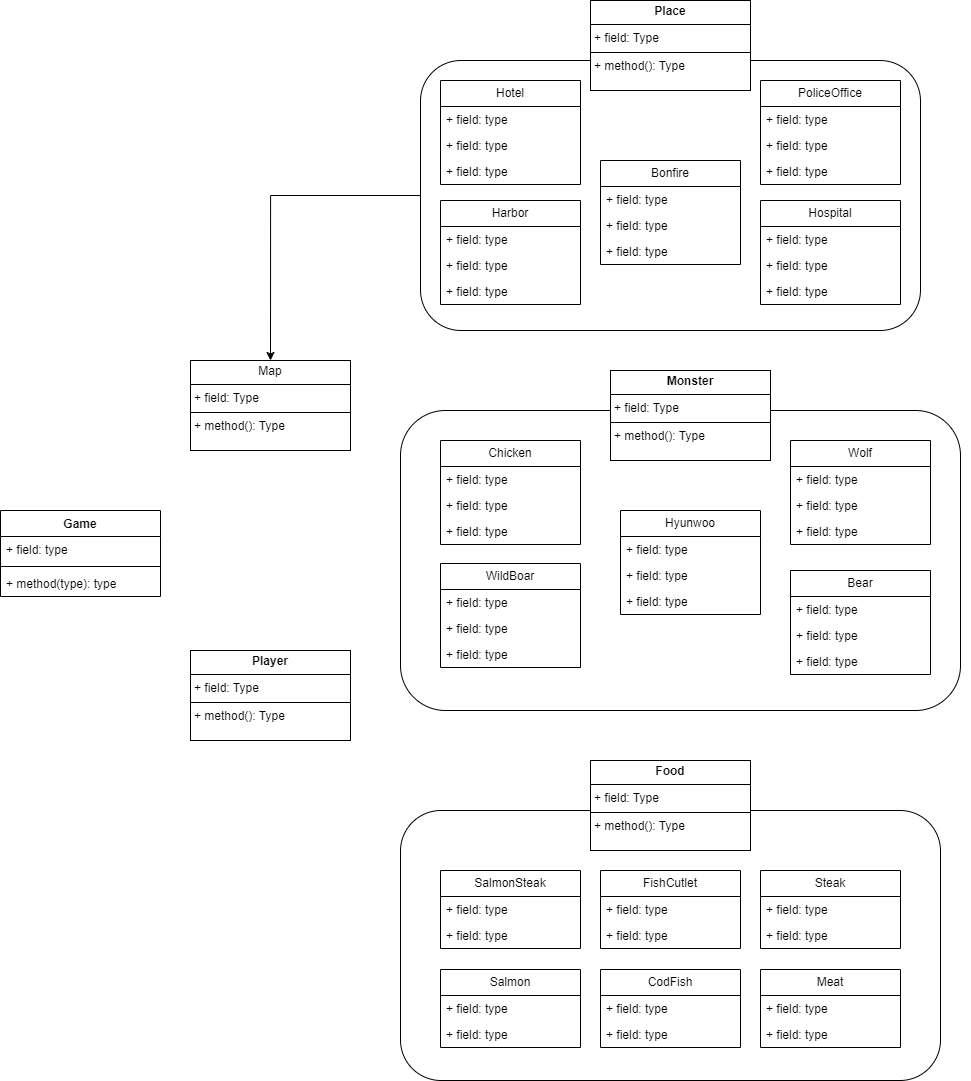 Place
+ field: Type
+ method(): Type
Hotel
+ field: type
+ field: type
+ field: type
PoliceOffice
+ field: type
+ field: type
+ field: type
Bonfire
+ field: type
+ field: type
+ field: type
Harbor
+ field: type
+ field: type
+ field: type
Hospital
+ field: type
+ field: type
+ field: type
Map
+ field: Type
+ method(): Type
Monster
+ field: Type
+ method(): Type
Chicken
+ field: type
+ field: type
+ field: type
Wolf
+ field: type
+ field: type
+ field: type
Hyunwoo
+ field: type
+ field: type
+ field: type
WildBoar
+ field: type
+ field: type
+ field: type
Bear
+ field: type
+ field: type
+ field: type
Game
+ field: type
+ method(type): type
Player
+ field: Type
+ method(): Type
Food
+ field: Type
+ method(): Type
SalmonSteak
+ field: type
+ field: type
FishCutlet
+ field: type
+ field: type
Steak
+ field: type
+ field: type
Salmon
+ field: type
+ field: type
CodFish
+ field: type
+ field: type
Meat
+ field: type
+ field: type